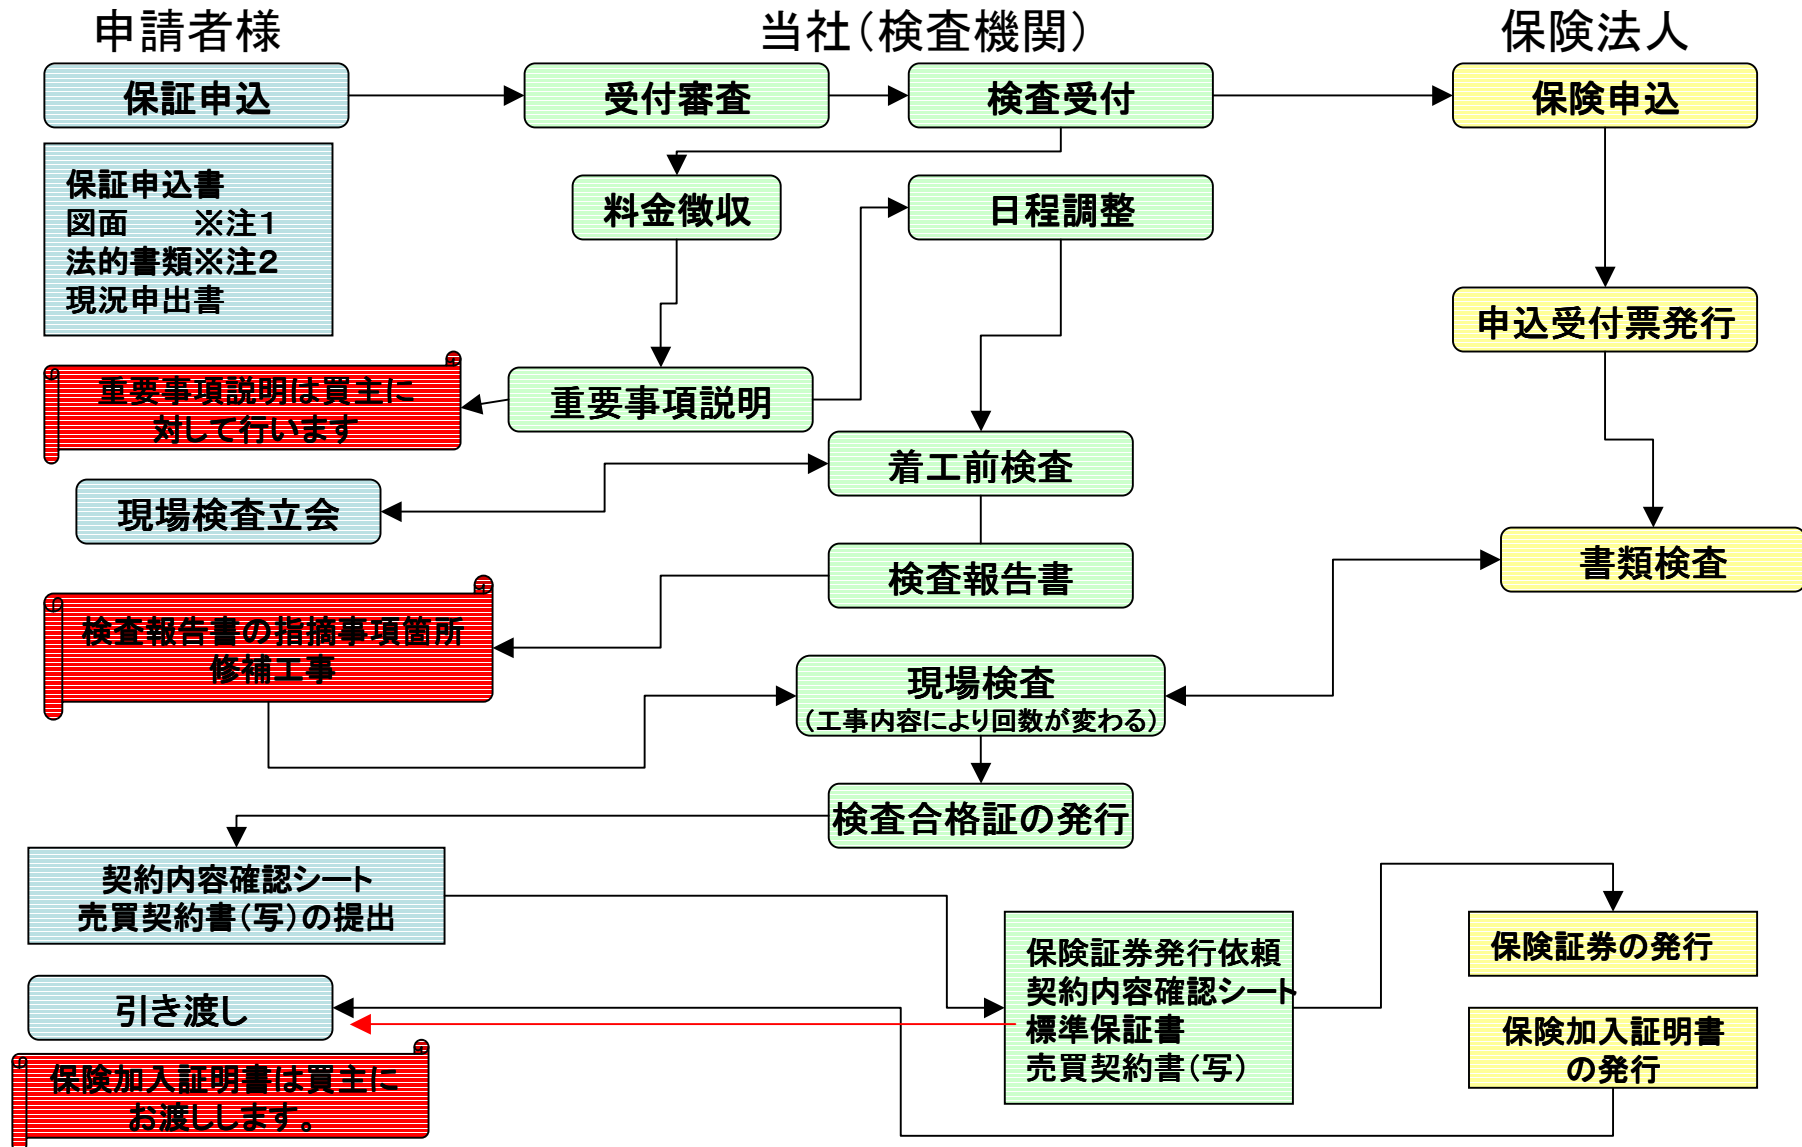 申請者様
当社（検査機関）
保険法人
保証申込
受付審査
検査受付
保険申込
保証申込書
図面　　※注1
法的書類※注2
現況申出書
料金徴収
日程調整
申込受付票発行
重要事項説明は買主に
対して行います
重要事項説明
着工前検査
現場検査立会
検査報告書
書類検査
検査報告書の指摘事項箇所
修補工事
現場検査
（工事内容により回数が変わる）
検査合格証の発行
契約内容確認シート
売買契約書（写）の提出
保険証券発行依頼
契約内容確認シート
標準保証書
売買契約書（写）
保険証券の発行
引き渡し
保険加入証明書
の発行
保険加入証明書は買主に
お渡しします。